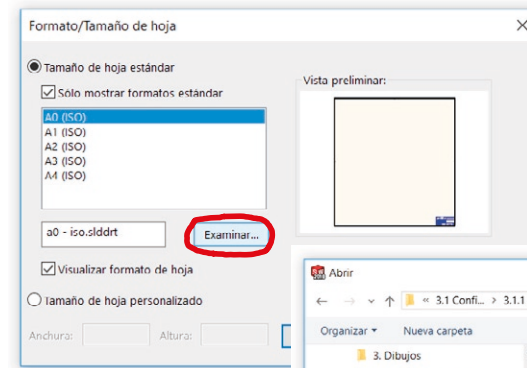 Formato/Tamaño de hoja
Tamaño de hoja estándar
Sólo mostrar formatos estándar
A0 (ISO)
A1 (ISO)
A2 (ISO)
A3 (ISO)
A4 (ISO)
a0 - iso.slddrt
Examinar...
Visualizar formato de hoja
Tamaño de hoja personalizado
Anchura:
Altura:
Vista preliminar:
Abrir
« 3.1 Confi... > 3.1.1
Organizar
Nueva carpeta
3. Dibujos